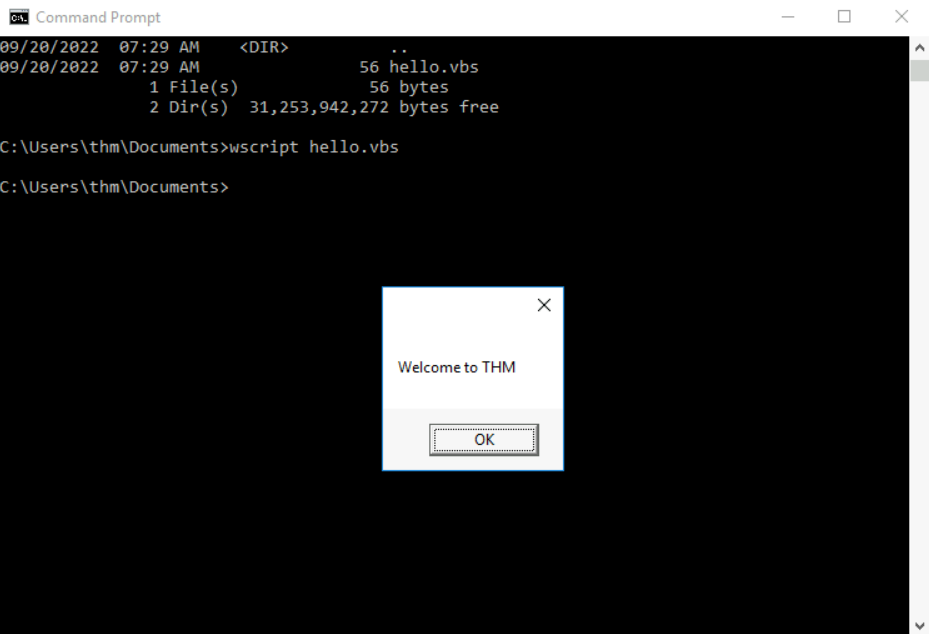 Command Prompt
09/20/2022  07:29 AM    <DIR>          ..
09/20/2022  07:29 AM                56 hello.vbs
               1 File(s)             56 bytes
               2 Dir(s)  31,253,942,272 bytes free
C:\Users\thm\Documents>wscript hello.vbs
C:\Users\thm\Documents>
Welcome to THM
OK